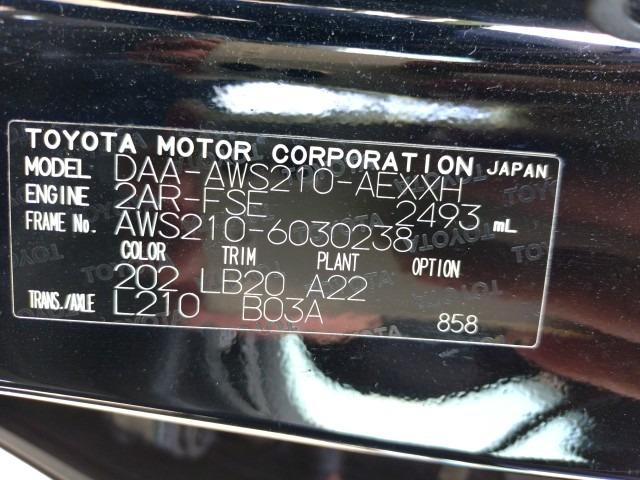 TOYOTA MOTOR CORPORATION JAPAN
MODEL DAA-AWS210-AEXXH
ENGINE 2AR-FSE 2493 mL
FRAME No. AWS210-6030238
COLOR TRIM PLANT OPTION
202 LB20 A22
TRANS./AXLE L210 B03A
858